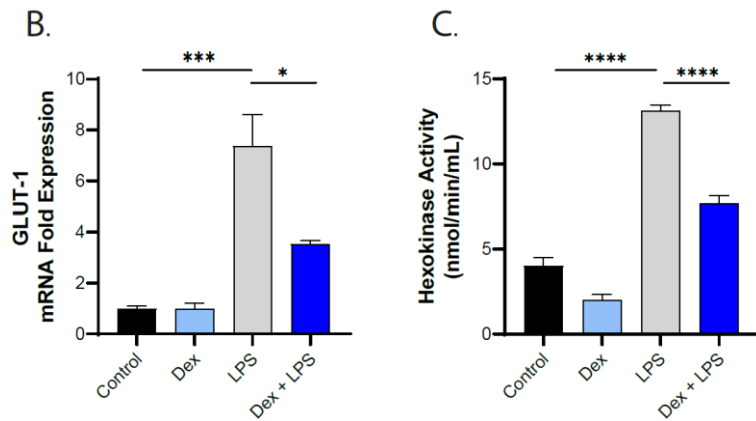 B.
*** *
GLUT-1
mRNA Fold Expression
10
8
6
4
2
0
Control Dex LPS Dex + LPS
C.
**** ****
Hexokinase Activity
(nmol/min/mL)
15
10
5
0
Control Dex LPS Dex + LPS